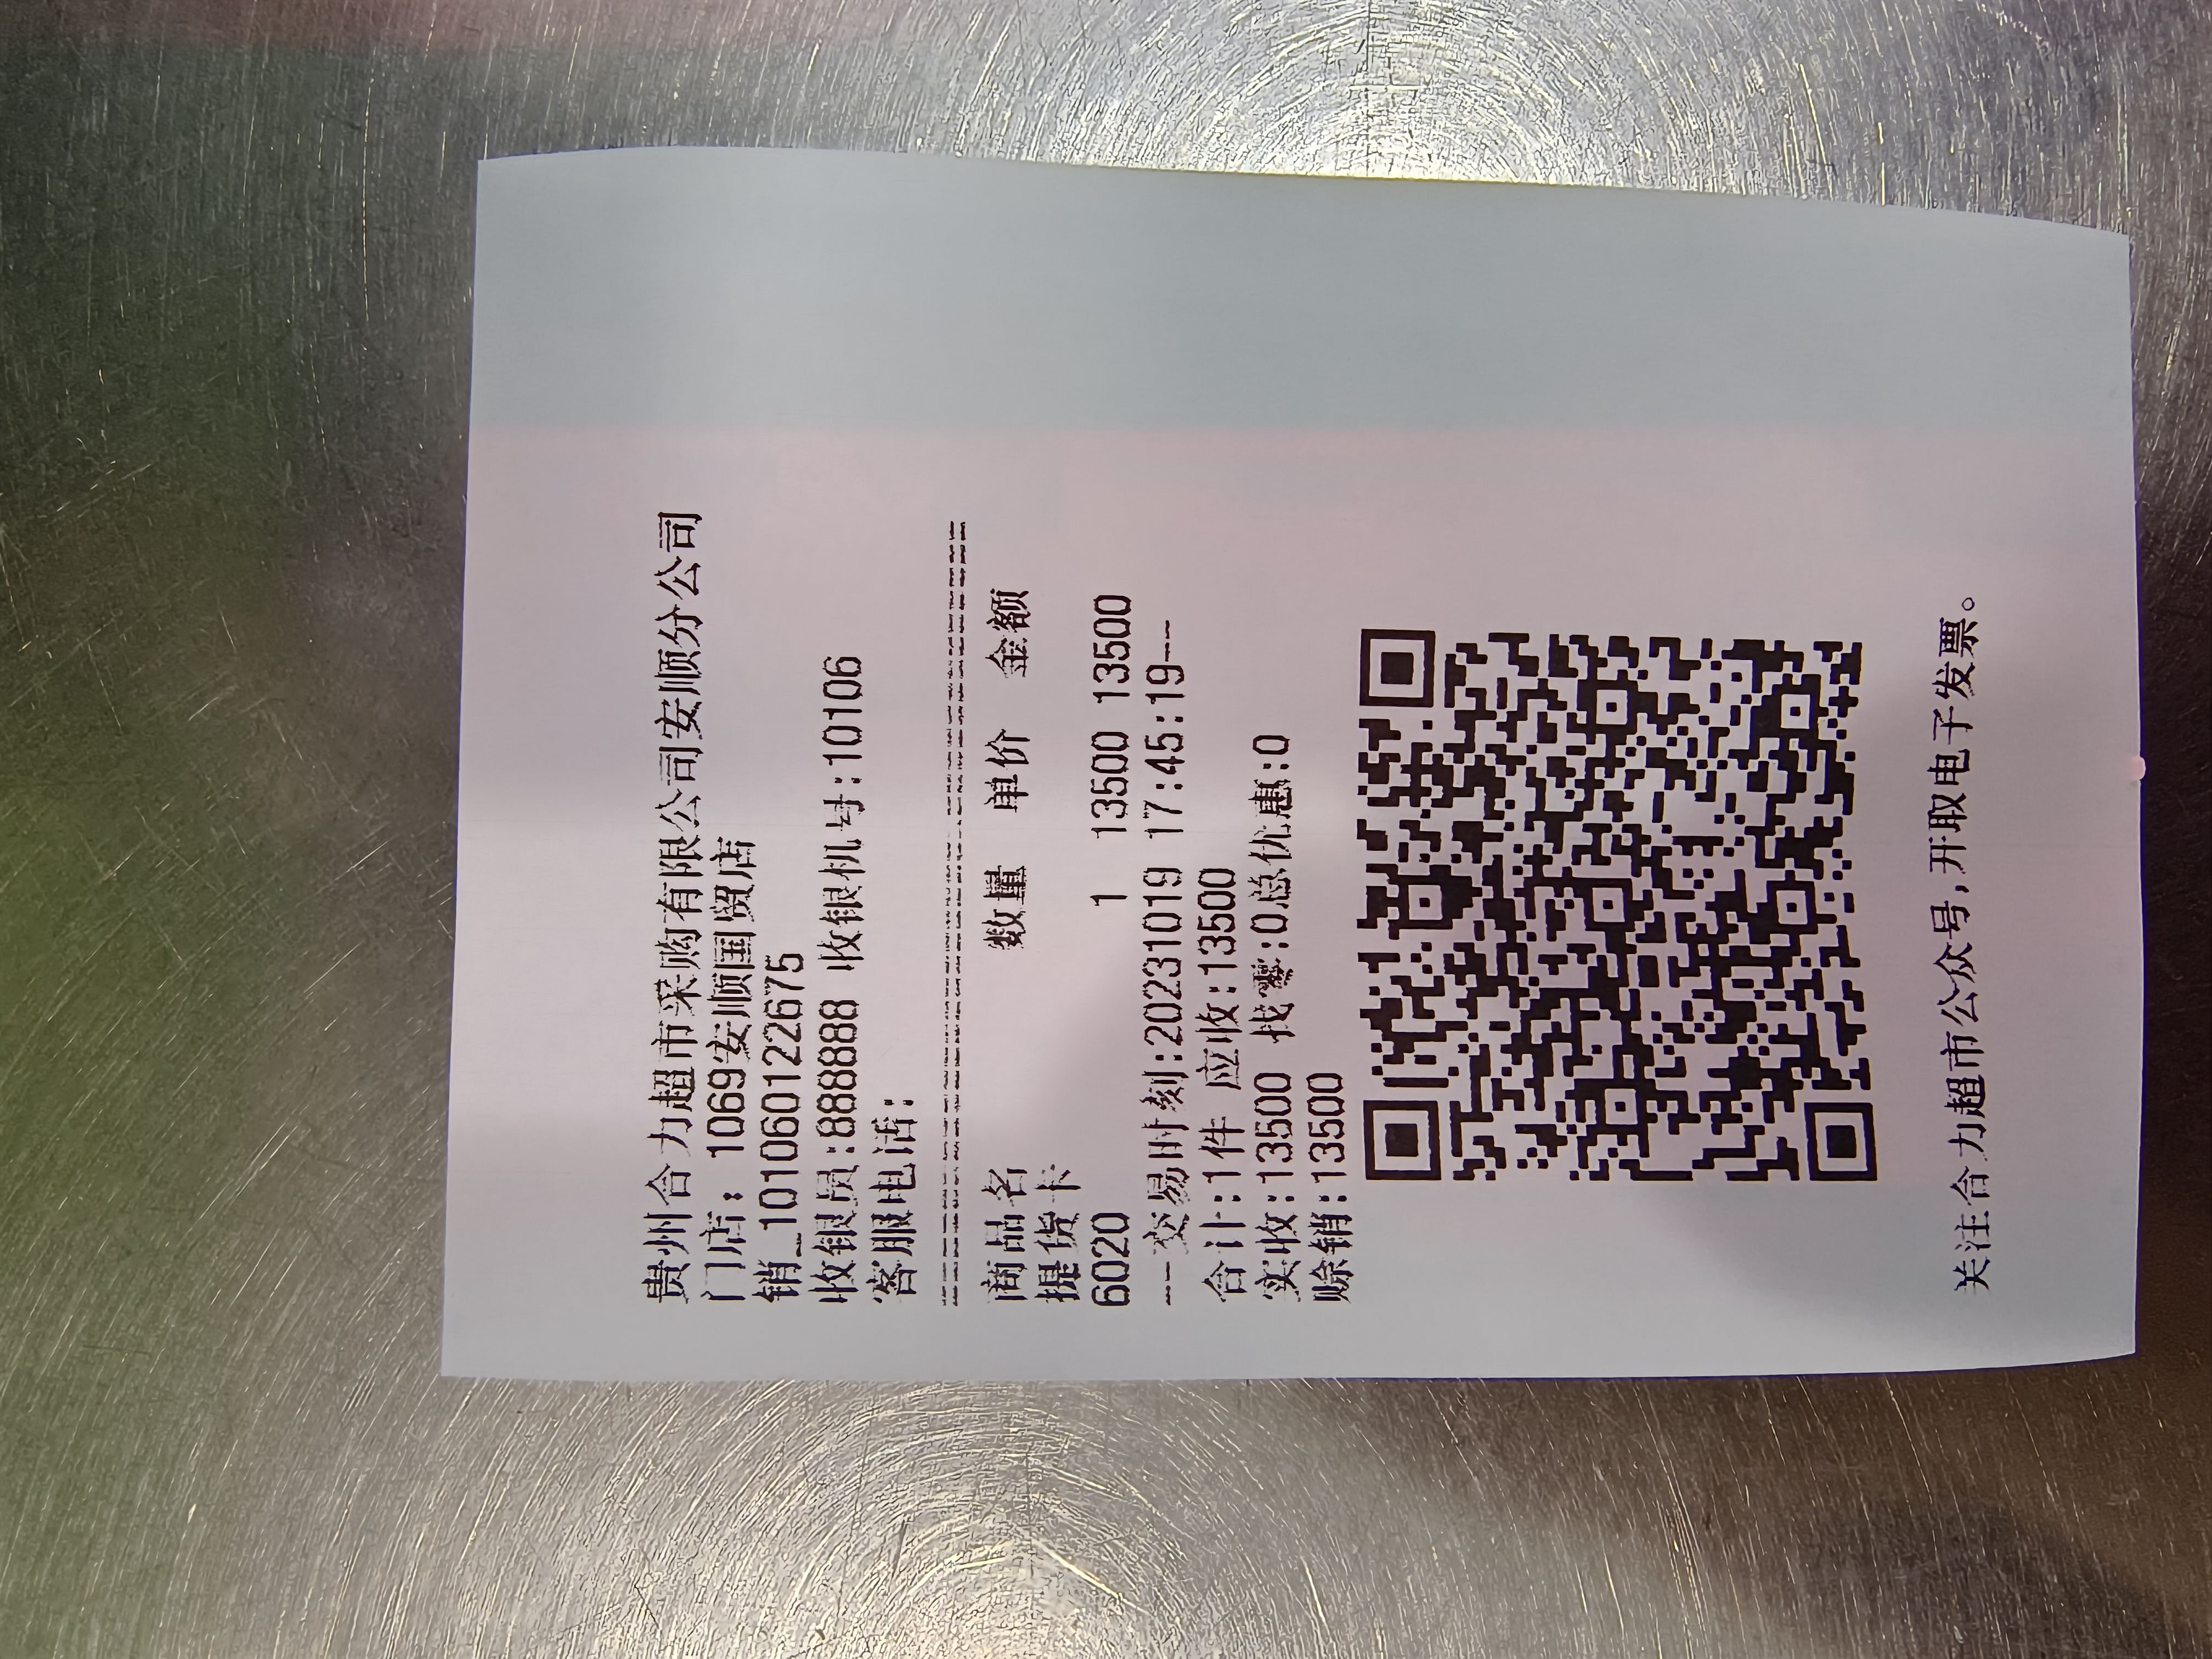 贵州合力超市采购有限公司安顺分公司
门店: 1069安顺国贸店
销_1010601122675
收银员:888888 收银机号:10106
客服电话:
商品名 数量 单价 金额
提货卡
6020 1 13500 13500
--交易时刻:20231019 17:45:19--
合计:1件 应收:13500
实收:13500 找零:0总优惠:0
赊销:13500
关注合力超市公众号,开取电子发票。